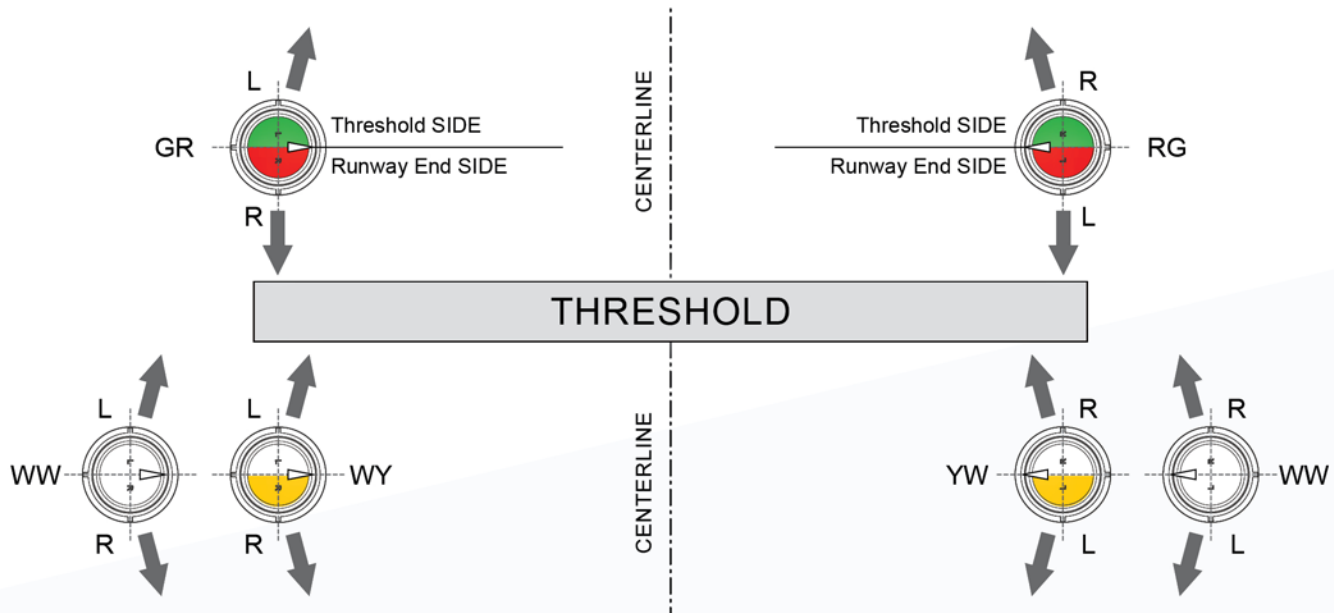 L
R
GR
Threshold SIDE
Runway End SIDE
CENTERLINE
Threshold SIDE
Runway End SIDE
RG
R
L
THRESHOLD
L
L
R
R
WW
WY
CENTERLINE
YW
WW
R
R
L
L